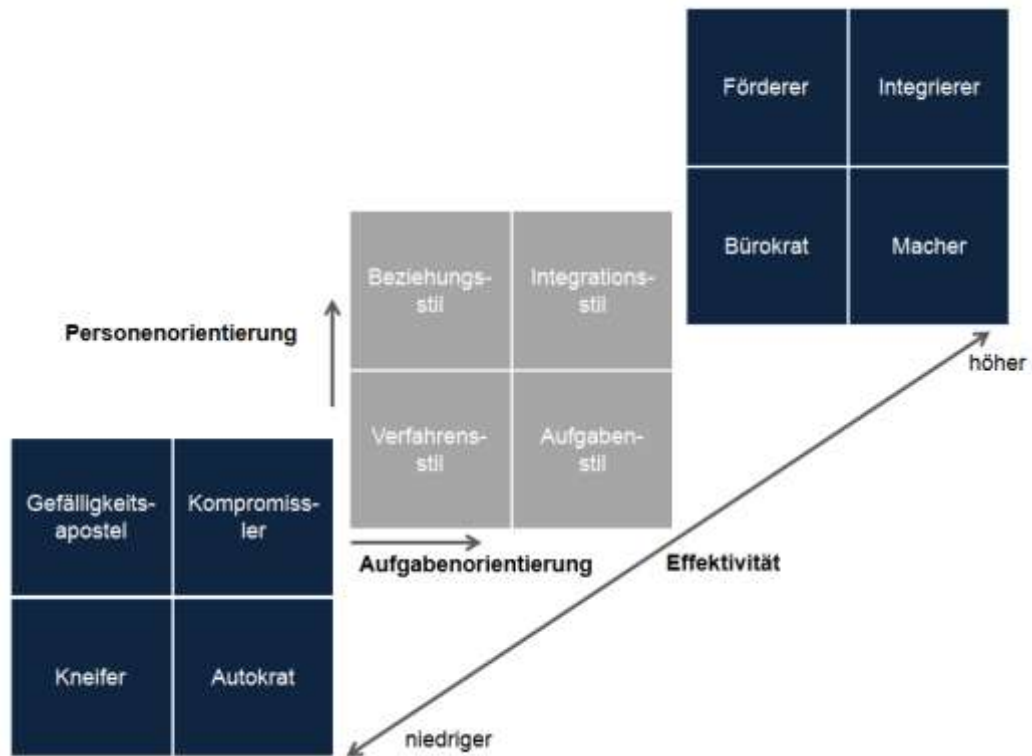 Förderer
Integrierer
Bürokrat
Macher
Beziehungs-
stil
Integrations-
stil
Personenorientierung
Verfahrens-
stil
Aufgaben-
stil
höher
Gefälligkeits-
apostel
Kompromiss-
ler
Aufgabenorientierung
Effektivität
Kneifer
Autokrat
niedriger